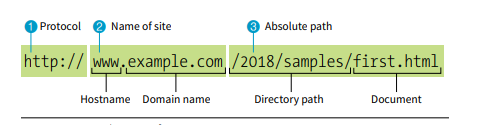 1 Protocol 2 Name of site 3 Absolute path
http:// www.example.com /2018/samples/first.html
Hostname Domain name Directory path Document